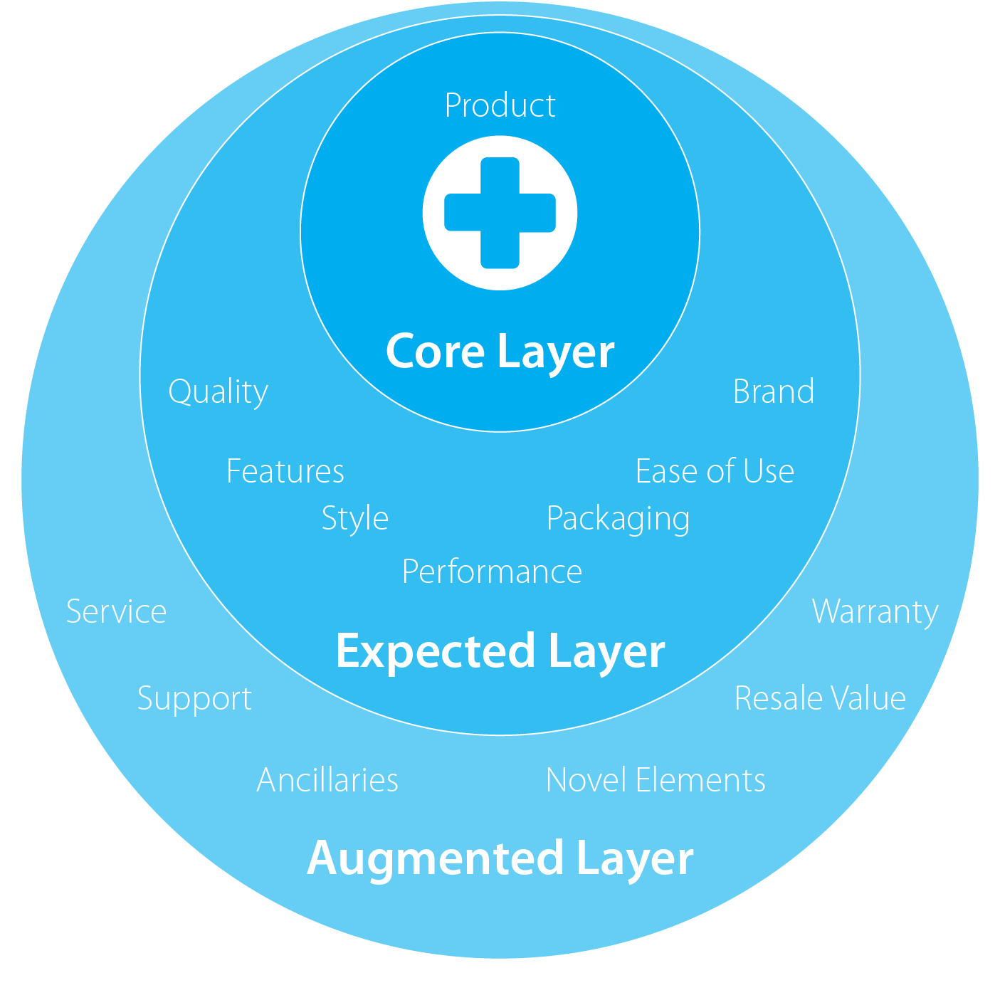 Product
Core Layer
Quality
Brand
Features
Ease of Use
Style
Packaging
Performance
Service
Warranty
Expected Layer
Support
Resale Value
Ancillaries
Novel Elements
Augmented Layer